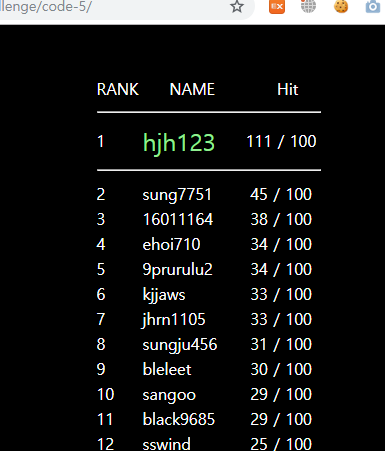 llenge/code-5/
EX
RANK NAME Hit
1 hjh123 111 / 100
2 sung7751 45 / 100
3 16011164 38 / 100
4 ehoi710 34 / 100
5 9prurulu2 34 / 100
6 kjjaws 33 / 100
7 jhrn1105 33 / 100
8 sungju456 31 / 100
9 bleleet 30 / 100
10 sangoo 29 / 100
11 black9685 29 / 100
12 sswind 25 / 100